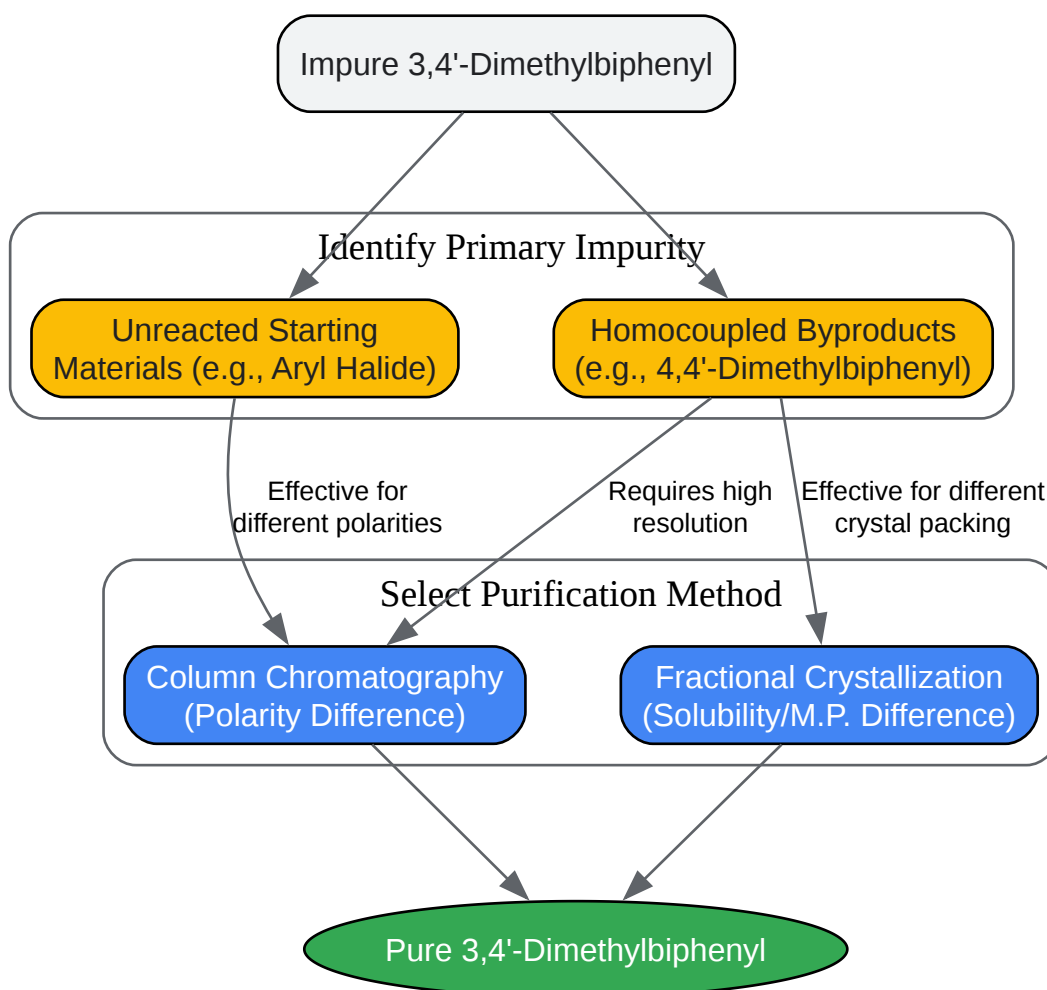 Impure 3,4'-Dimethylbiphenyl
Identify Primary Impurity
Unreacted Starting
Materials (e.g., Aryl Halide)
Homocoupled Byproducts
(e.g., 4,4'-Dimethylbiphenyl)
Effective for
different polarities
Requires high
resolution
Effective for different
crystal packing
Select Purification Method
Column Chromatography
(Polarity Difference)
Fractional Crystallization
(Solubility/M.P. Difference)
Pure 3,4'-Dimethylbiphenyl